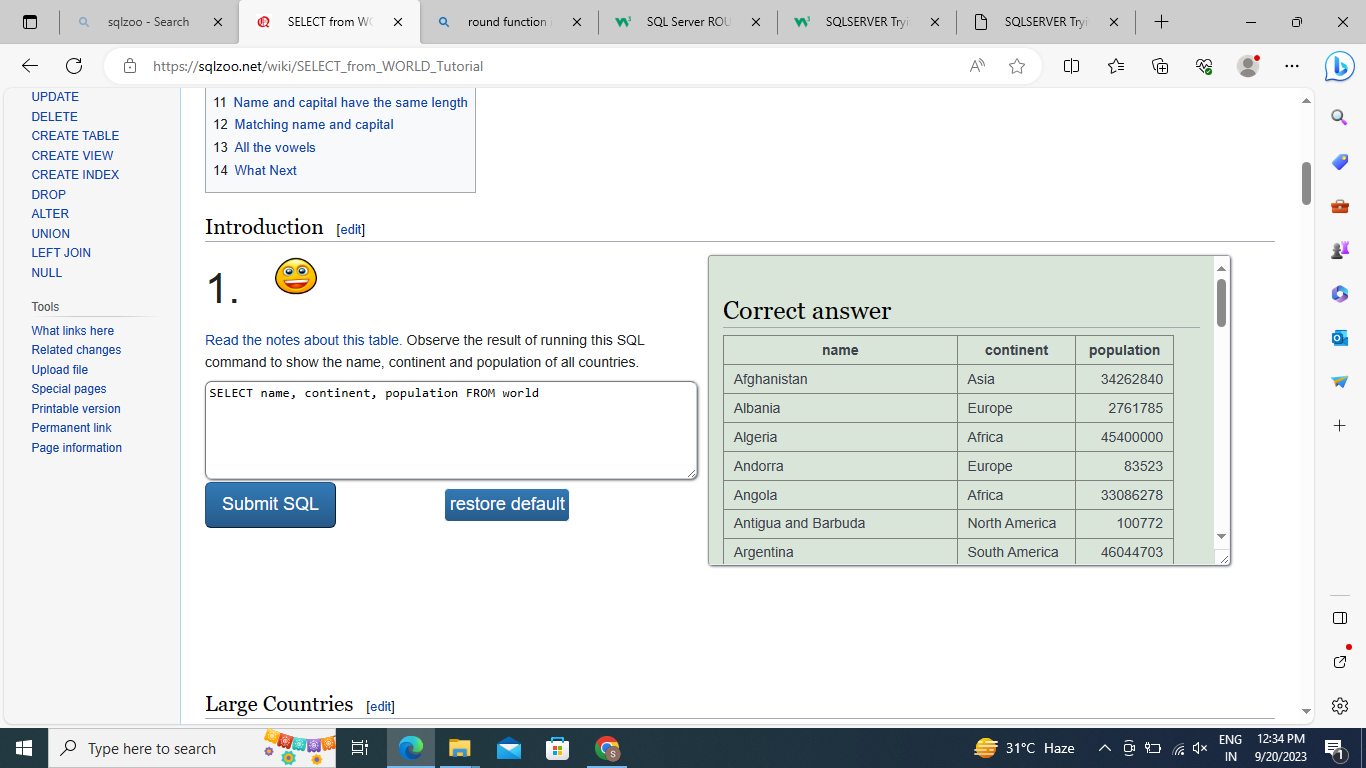 sqlzoo - Search
SELECT from WO
round function i
SQL Server ROU
SQLSERVER Tryi
SQLSERVER Tryi
https://sqlzoo.net/wiki/SELECT_from_WORLD_Tutorial
UPDATE
DELETE
CREATE TABLE
CREATE VIEW
CREATE INDEX
DROP
ALTER
UNION
LEFT JOIN
NULL
Tools
What links here
Related changes
Upload file
Special pages
Printable version
Permanent link
Page information
11 Name and capital have the same length
12 Matching name and capital
13 All the vowels
14 What Next
Introduction [edit]
1.
Read the notes about this table. Observe the result of running this SQL
command to show the name, continent and population of all countries.
SELECT name, continent, population FROM world
Submit SQL restore default
Correct answer
name continent population
Afghanistan Asia 34262840
Albania Europe 2761785
Algeria Africa 45400000
Andorra Europe 83523
Angola Africa 33086278
Antigua and Barbuda North America 100772
Argentina South America 46044703
Large Countries [edit]
Type here to search
31°C Haze
ENG
IN
12:34 PM
9/20/2023
1